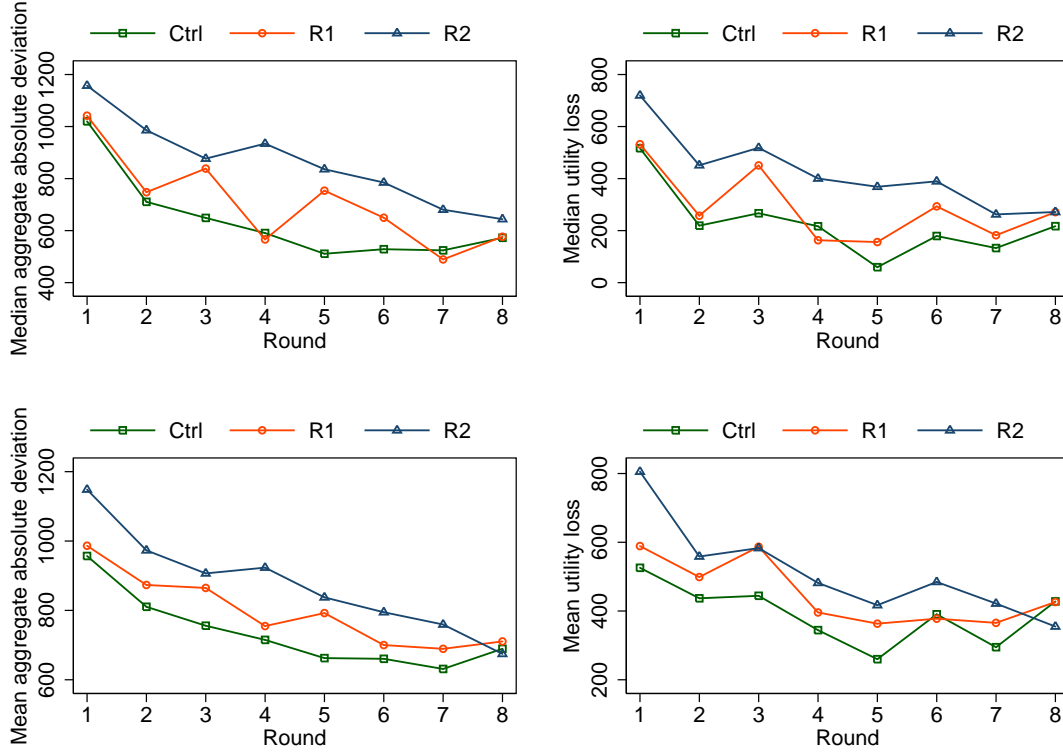 Ctrl R1 R2
Median aggregate absolute deviation
1200
1000
800
600
400
1 2 3 4 5 6 7 8
Round
Ctrl R1 R2
Median utility loss
800
600
400
200
0
1 2 3 4 5 6 7 8
Round
Ctrl R1 R2
Mean aggregate absolute deviation
1200
1000
800
600
1 2 3 4 5 6 7 8
Round
Ctrl R1 R2
Mean utility loss
800
600
400
200
1 2 3 4 5 6 7 8
Round